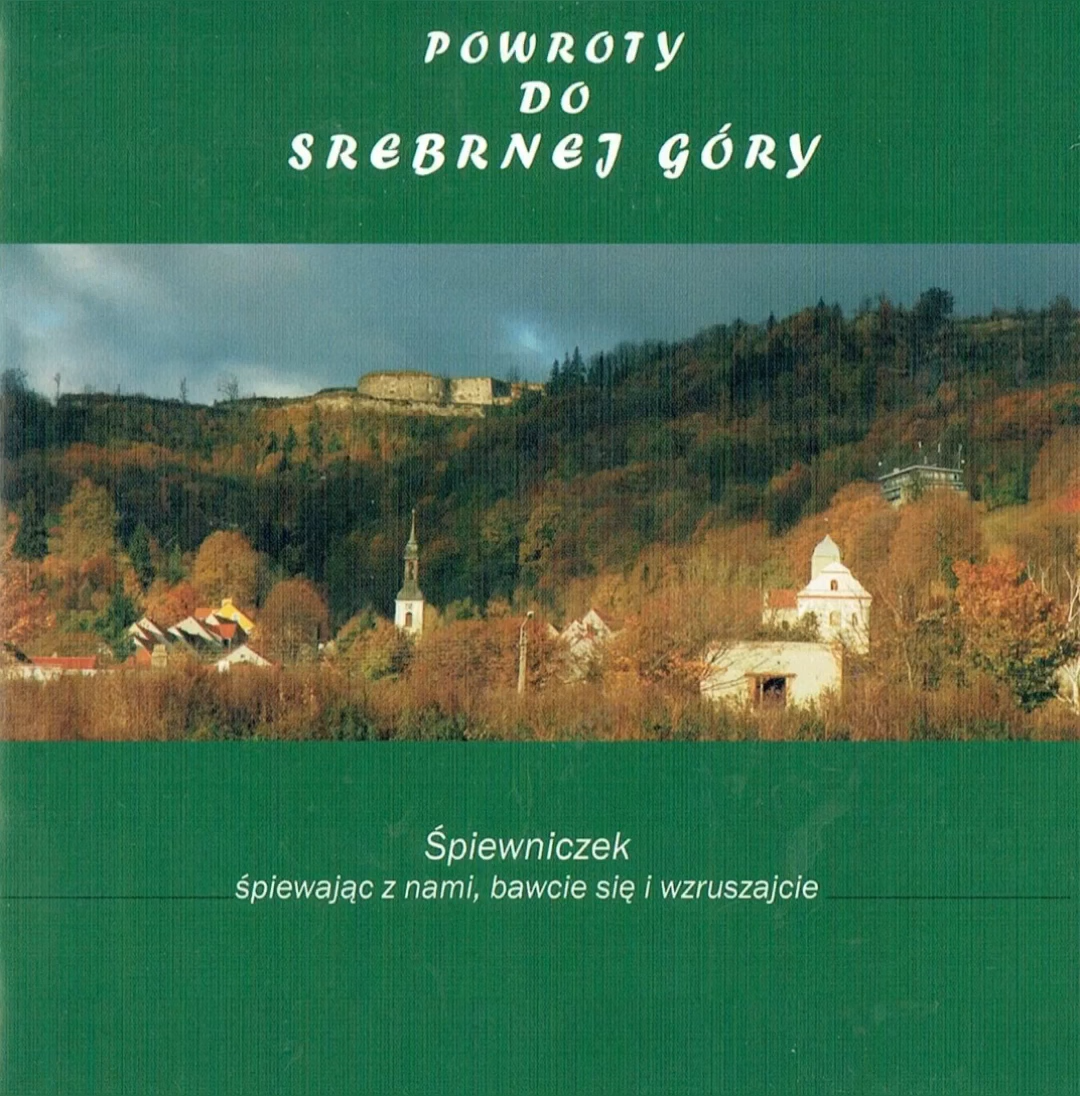 POWROTY
DO
SREBRNEJ GÓRY
Śpiewniczek
śpiewając z nami, bawcie się i wzruszajcie